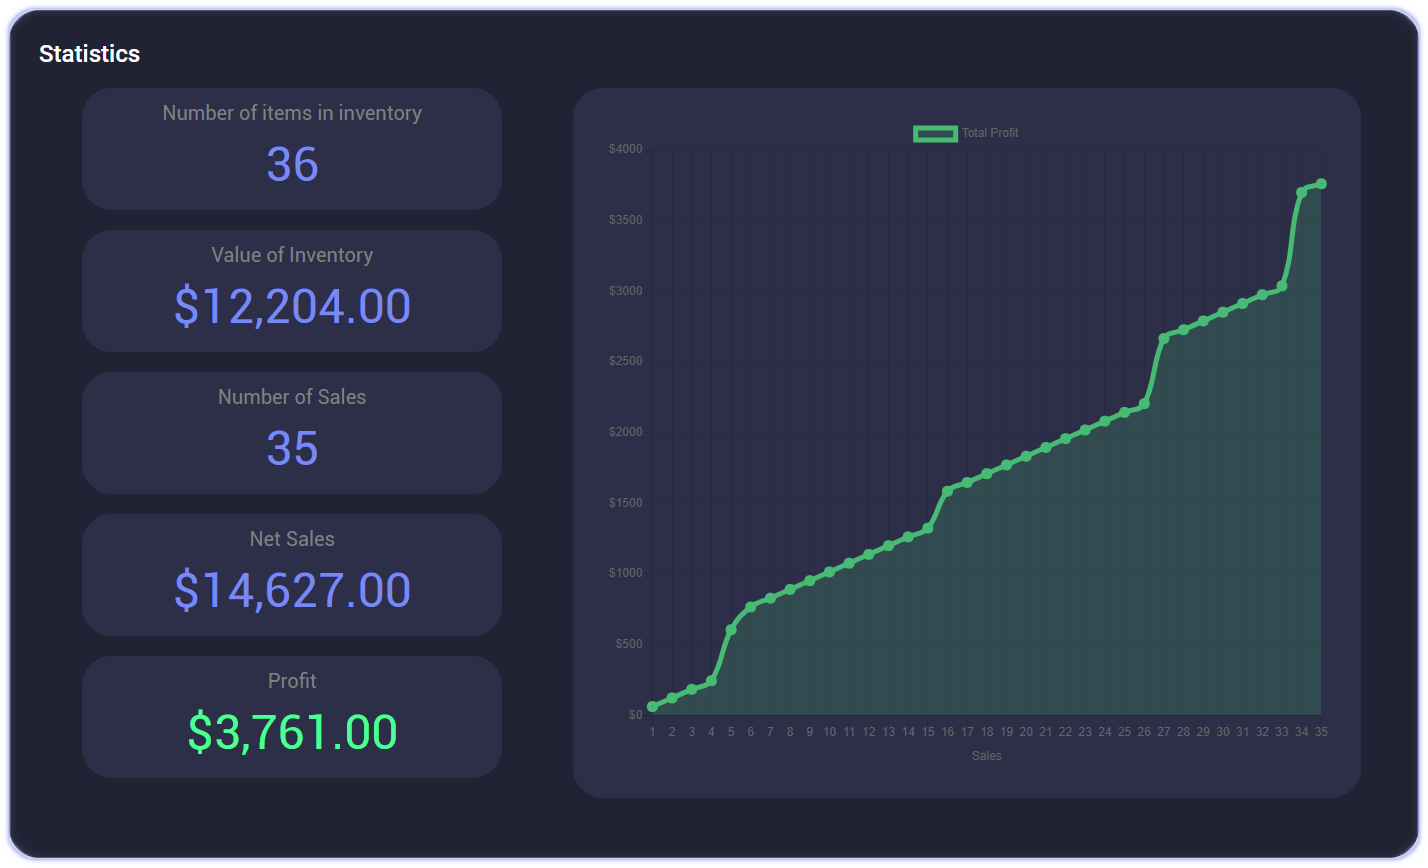 Statistics
Number of items in inventory
36
Value of Inventory
$12,204.00
Number of Sales
35
Net Sales
$14,627.00
Profit
$3,761.00
Total Profit
$4000
$3500
$3000
$2500
$2000
$1500
$1000
$500
$0
1 2 3 4 5 6 7 8 9 10 11 12 13 14 15 16 17 18 19 20 21 22 23 24 25 26 27 28 29 30 31 32 33 34 35
Sales